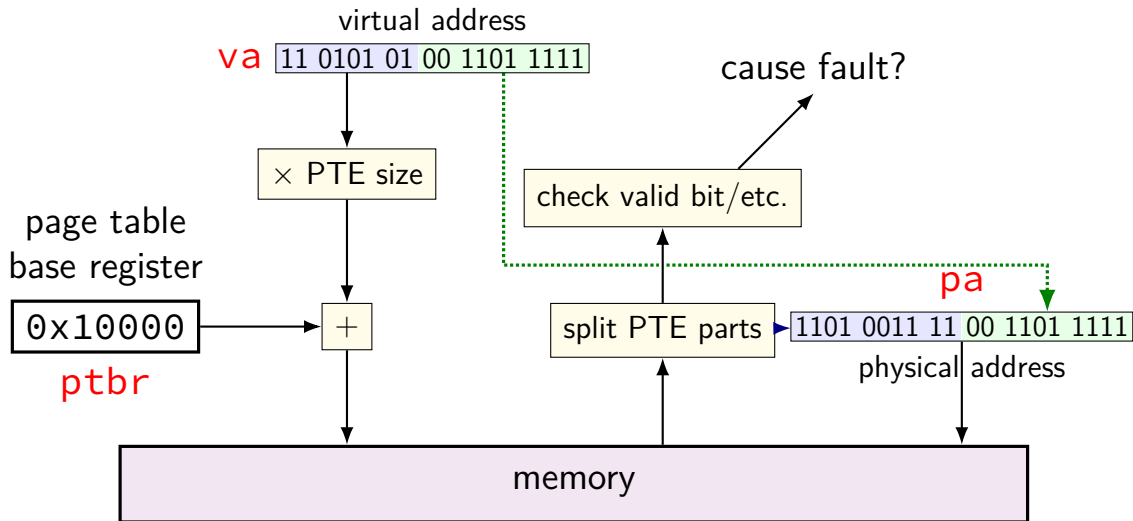 virtual address
va 11 0101 01 00 1101 1111
cause fault?
× PTE size
check valid bit/etc.
page table
base register
pa
0x10000
+
split PTE parts
1101 0011 11 00 1101 1111
ptbr
physical address
memory